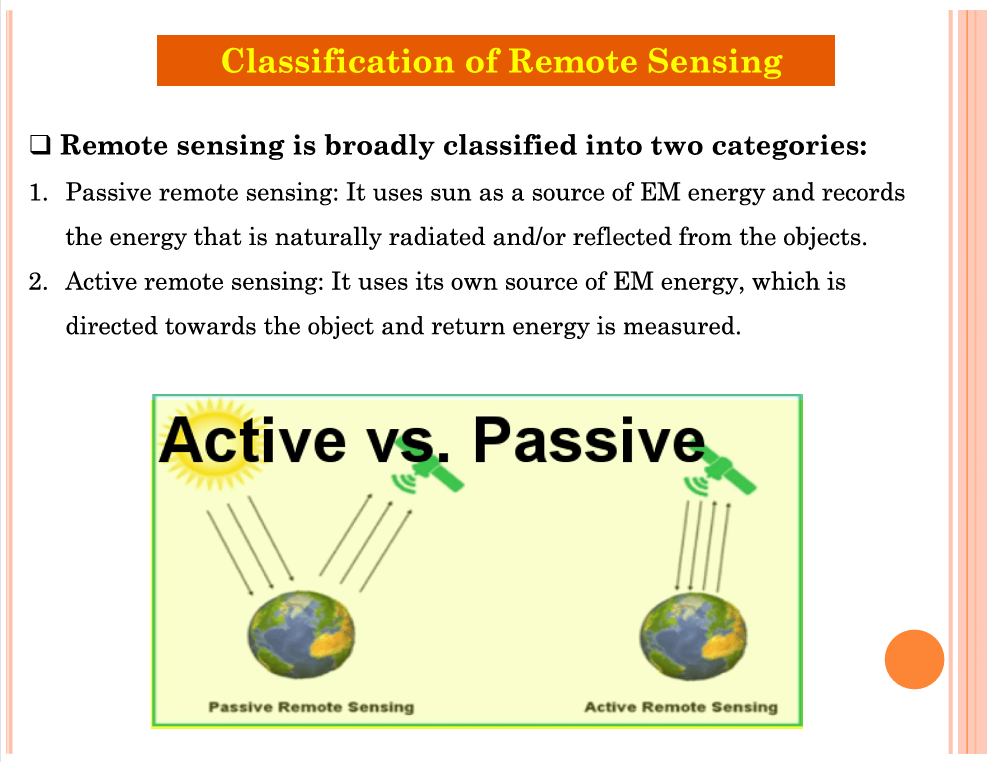 Classification of Remote Sensing
❑ Remote sensing is broadly classified into two categories:
1. Passive remote sensing: It uses sun as a source of EM energy and records
the energy that is naturally radiated and/or reflected from the objects.
2. Active remote sensing: It uses its own source of EM energy, which is
directed towards the object and return energy is measured.
Active vs. Passive
Passive Remote Sensing
Active Remote Sensing